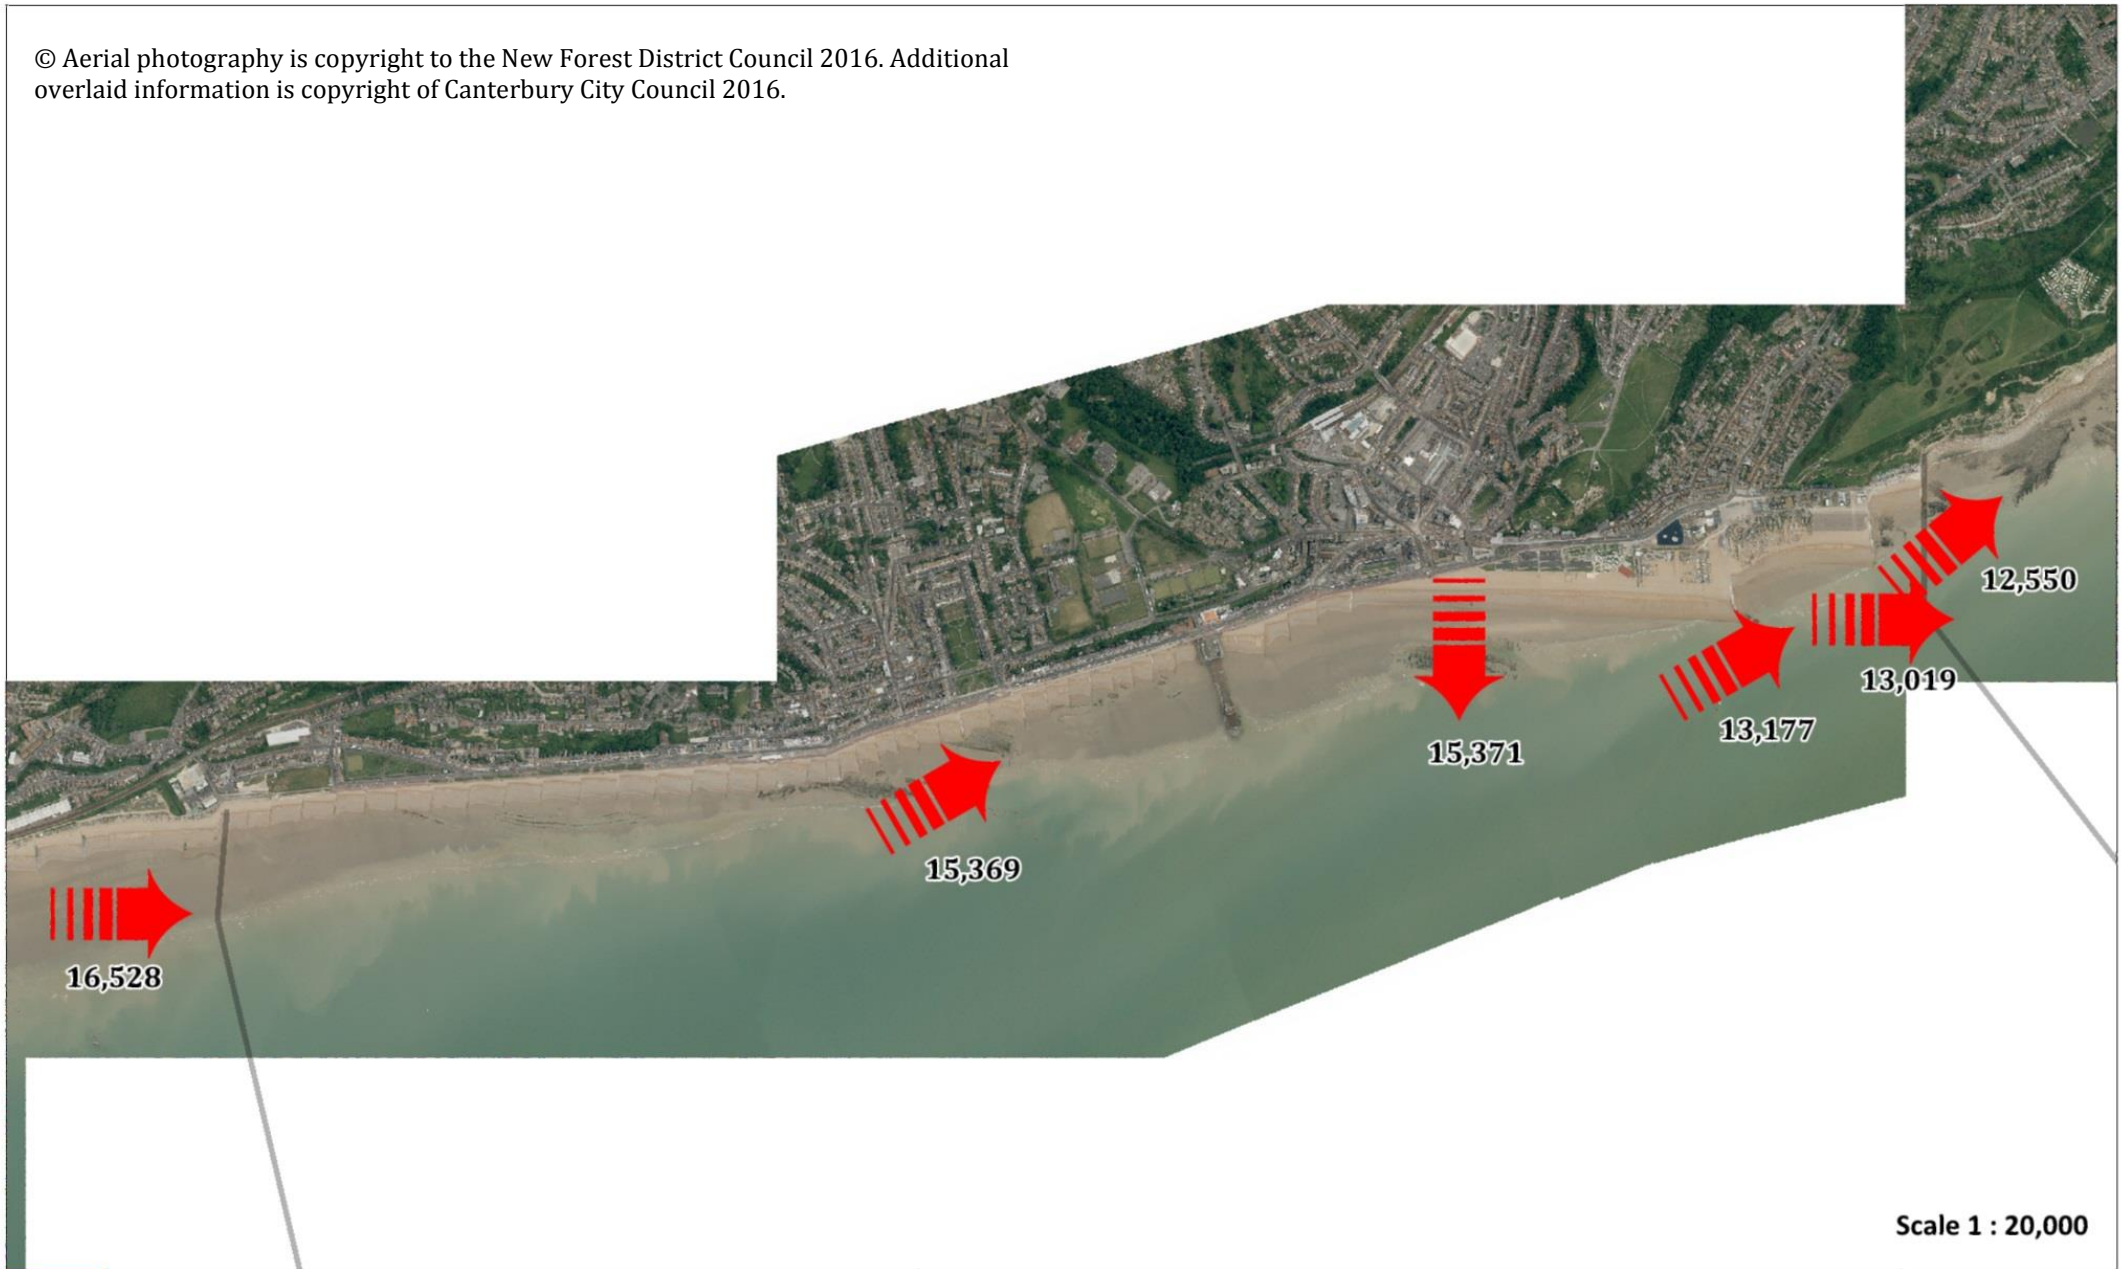 © Aerial photography is copyright to the New Forest District Council 2016. Additional
overlaid information is copyright of Canterbury City Council 2016.
12,550
13,019
13,177
15,371
15,369
16,528
Scale 1 : 20,000